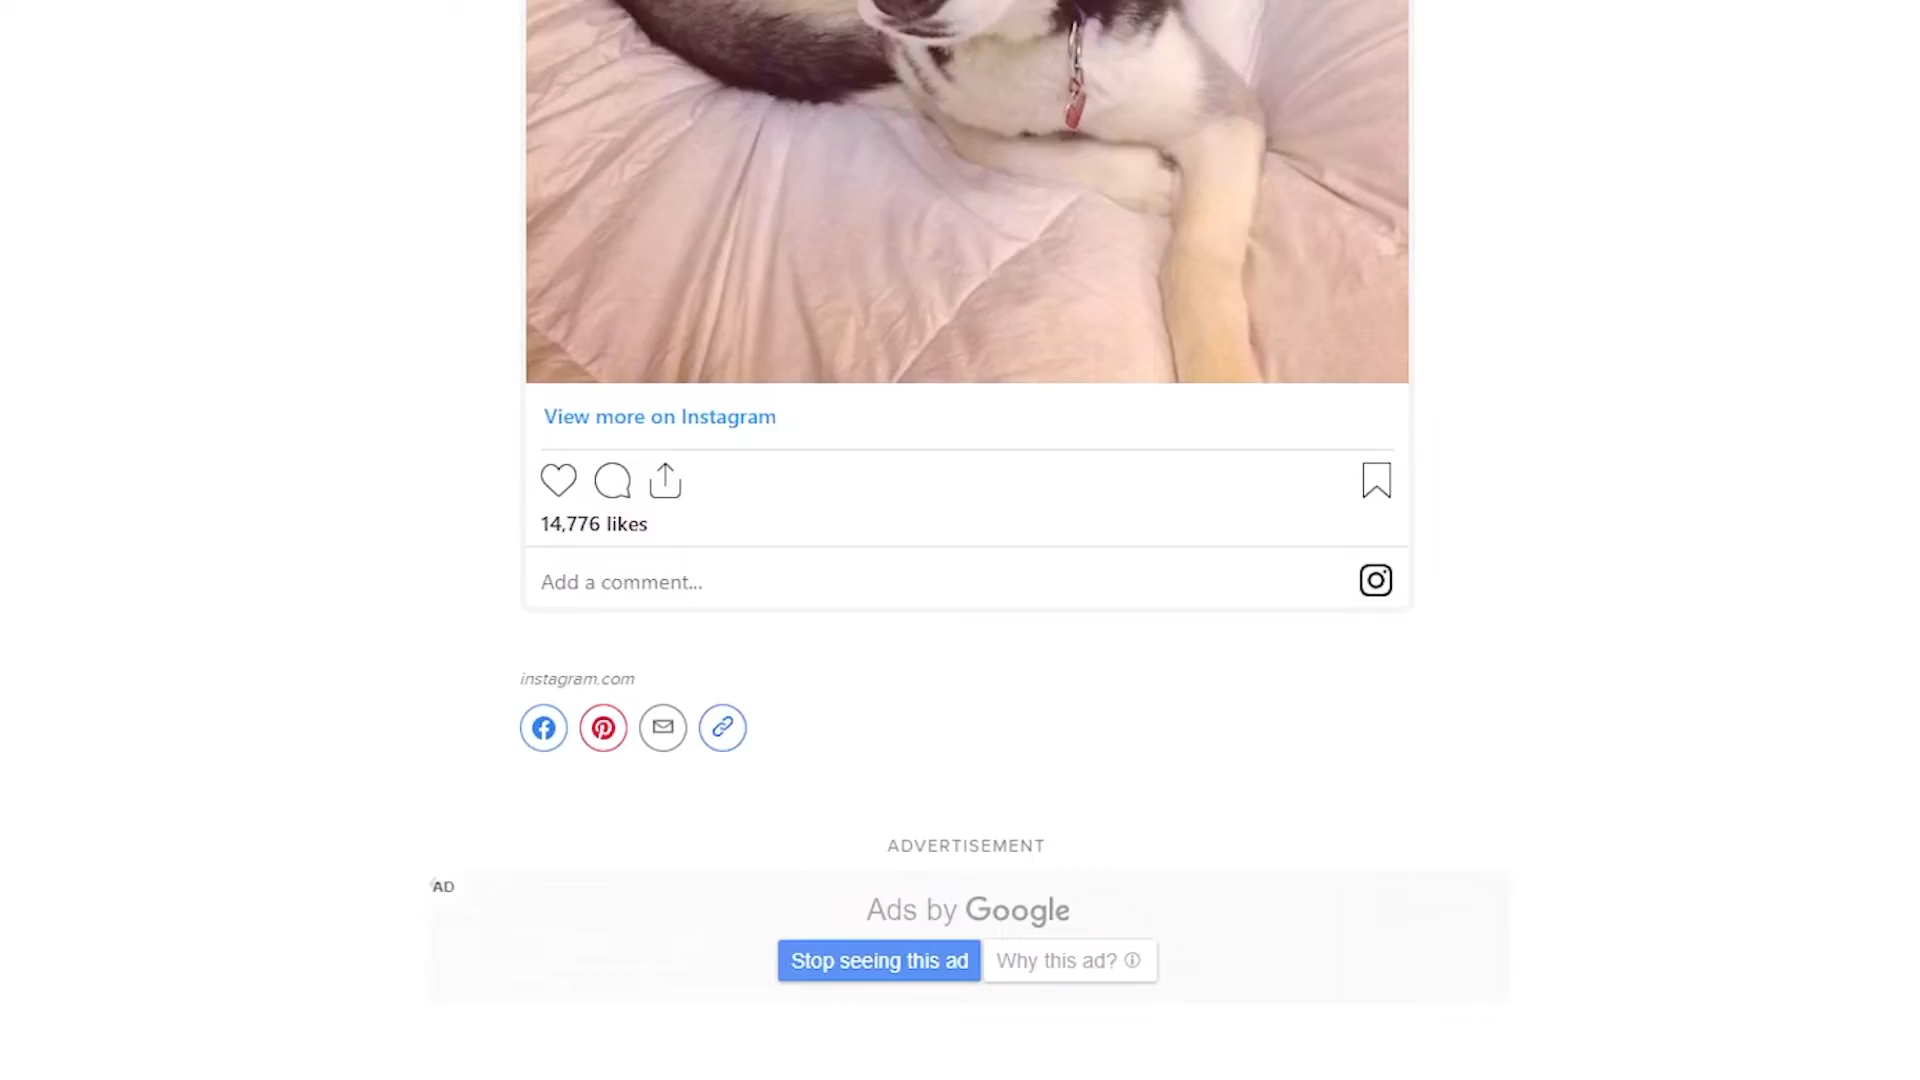 View more on Instagram
14,776 likes
Add a comment...
instagram.com
ADVERTISEMENT
AD
Ads by Google
Stop seeing this ad
Why this ad?